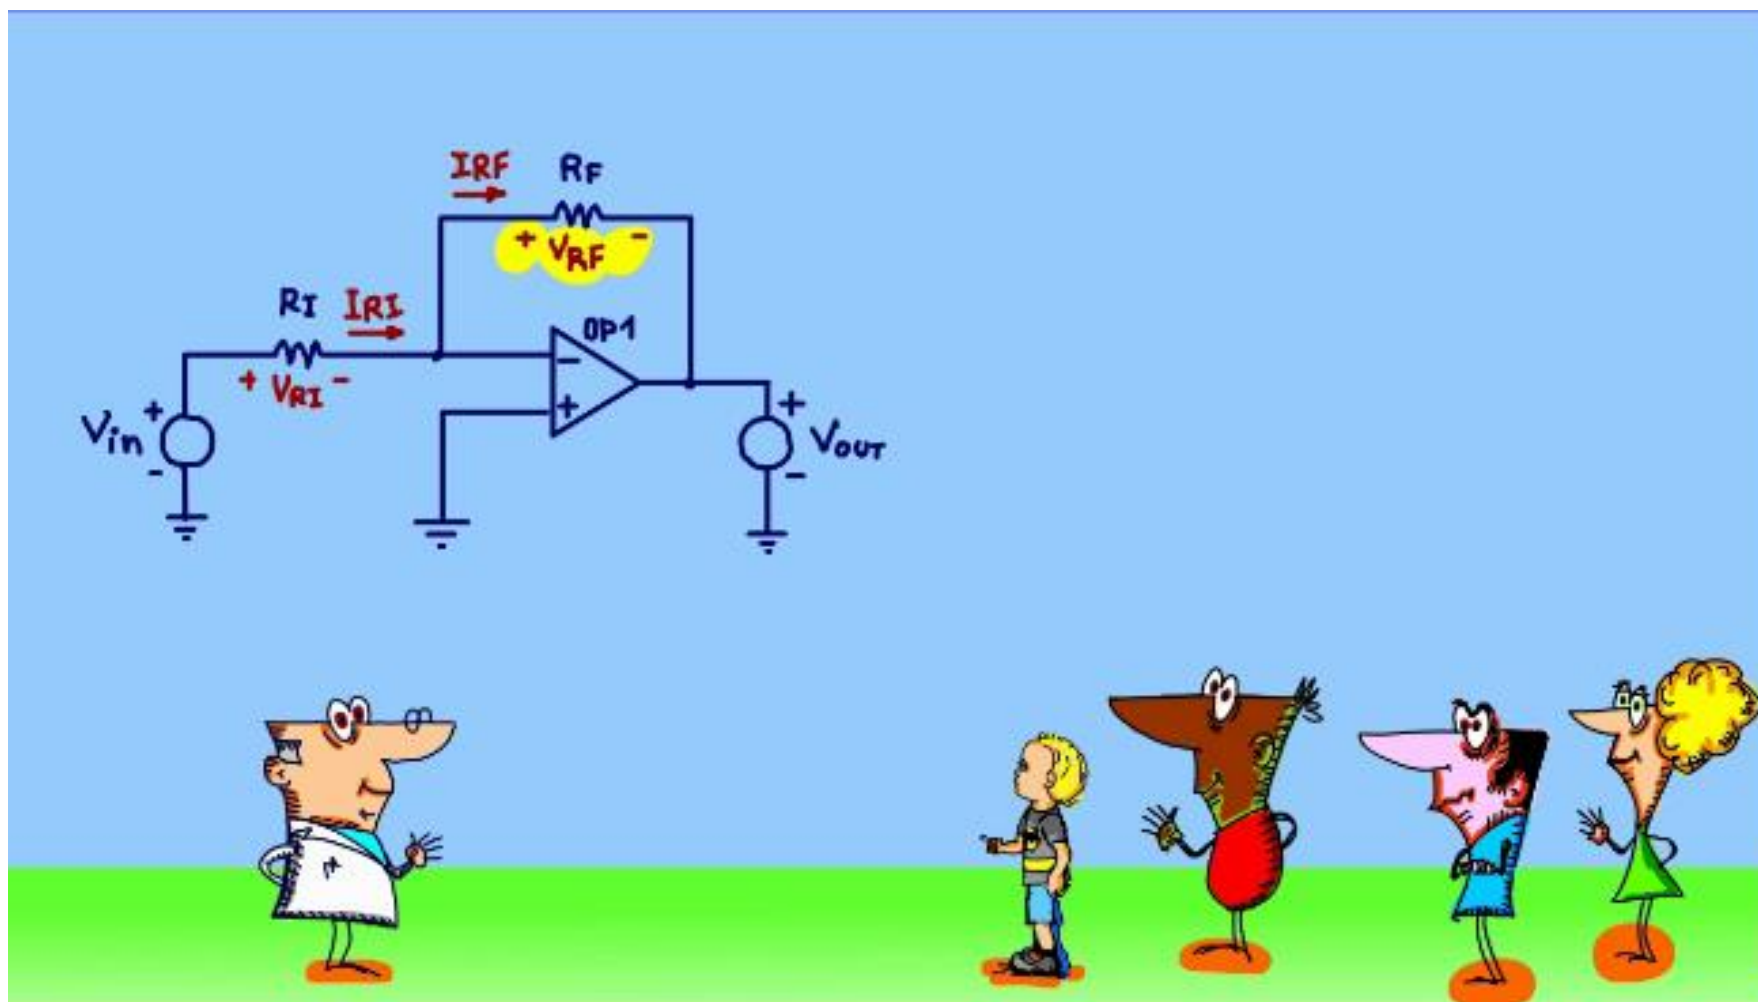 IRF RF
+ VRF -
RI IRI
OP1
-
+ VRI -
+
Vin + -
+ VOUT -